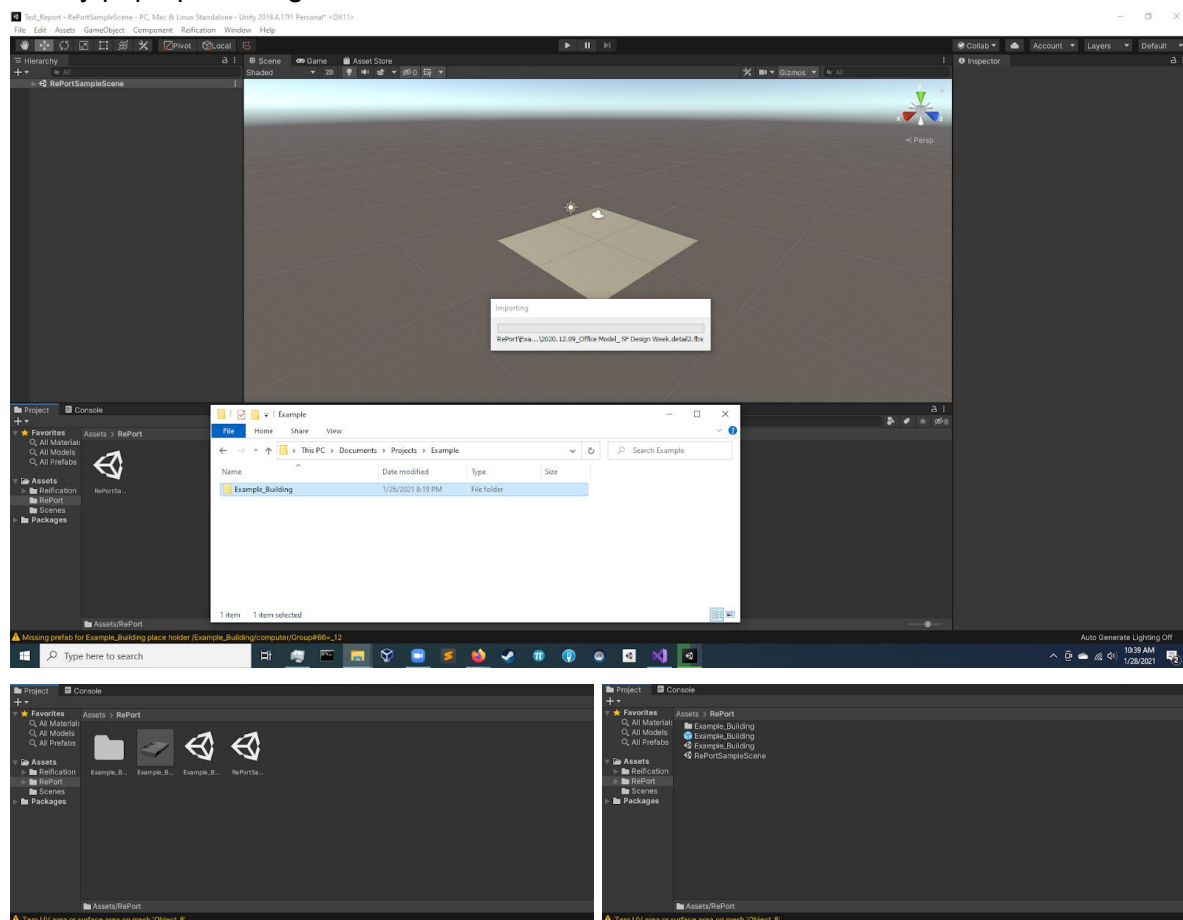 Test_Report - RePortSampleScene - PC, Mac & Linux Standalone - Unity 2019.4.17f1 Personal* <DX11>
File Edit Assets GameObject Component Reification Window Help
Pivot Local Collab Account Layers Default
Hierarchy # Scene Game Asset Store Inspector
All Shaded 2D 0 Gizmos All
RePortSampleScene
y
x z
Persp
Importing
RePort\Exa...\2020.12.09_Office Model_ SF Design Week.detail2.fbx
Project Console
8
Favorites
All Materials
All Models
All Prefabs
Assets
Reification
RePort
Scenes
Packages
Assets > RePort
RePortSa...
Assets/RePort
Example
File Home Share View
This PC > Documents > Projects > Example
Search Example
Name Date modified Type Size
Example_Building 1/26/2021 8:19 PM File folder
1 item 1 item selected
Missing prefab for Example_Building place holder /Example_Building/computer/Group#66=_12
Auto Generate Lighting Off
Type here to search
10:39 AM
1/28/2021
2
Project Console
Favorites
All Materials
All Models
All Prefabs
Assets
Reification
RePort
Scenes
Packages
Assets > RePort
Example_B... Example_B... Example_B... RePortSa...
Assets/RePort
Zero UV area or surface area on mesh 'Object_8'
Project Console
Favorites
All Materials
All Models
All Prefabs
Assets
Reification
RePort
Scenes
Packages
Assets > RePort
Example_Building
Example_Building
Example_Building
RePortSampleScene
Assets/RePort
Zero UV area or surface area on mesh 'Object_8'